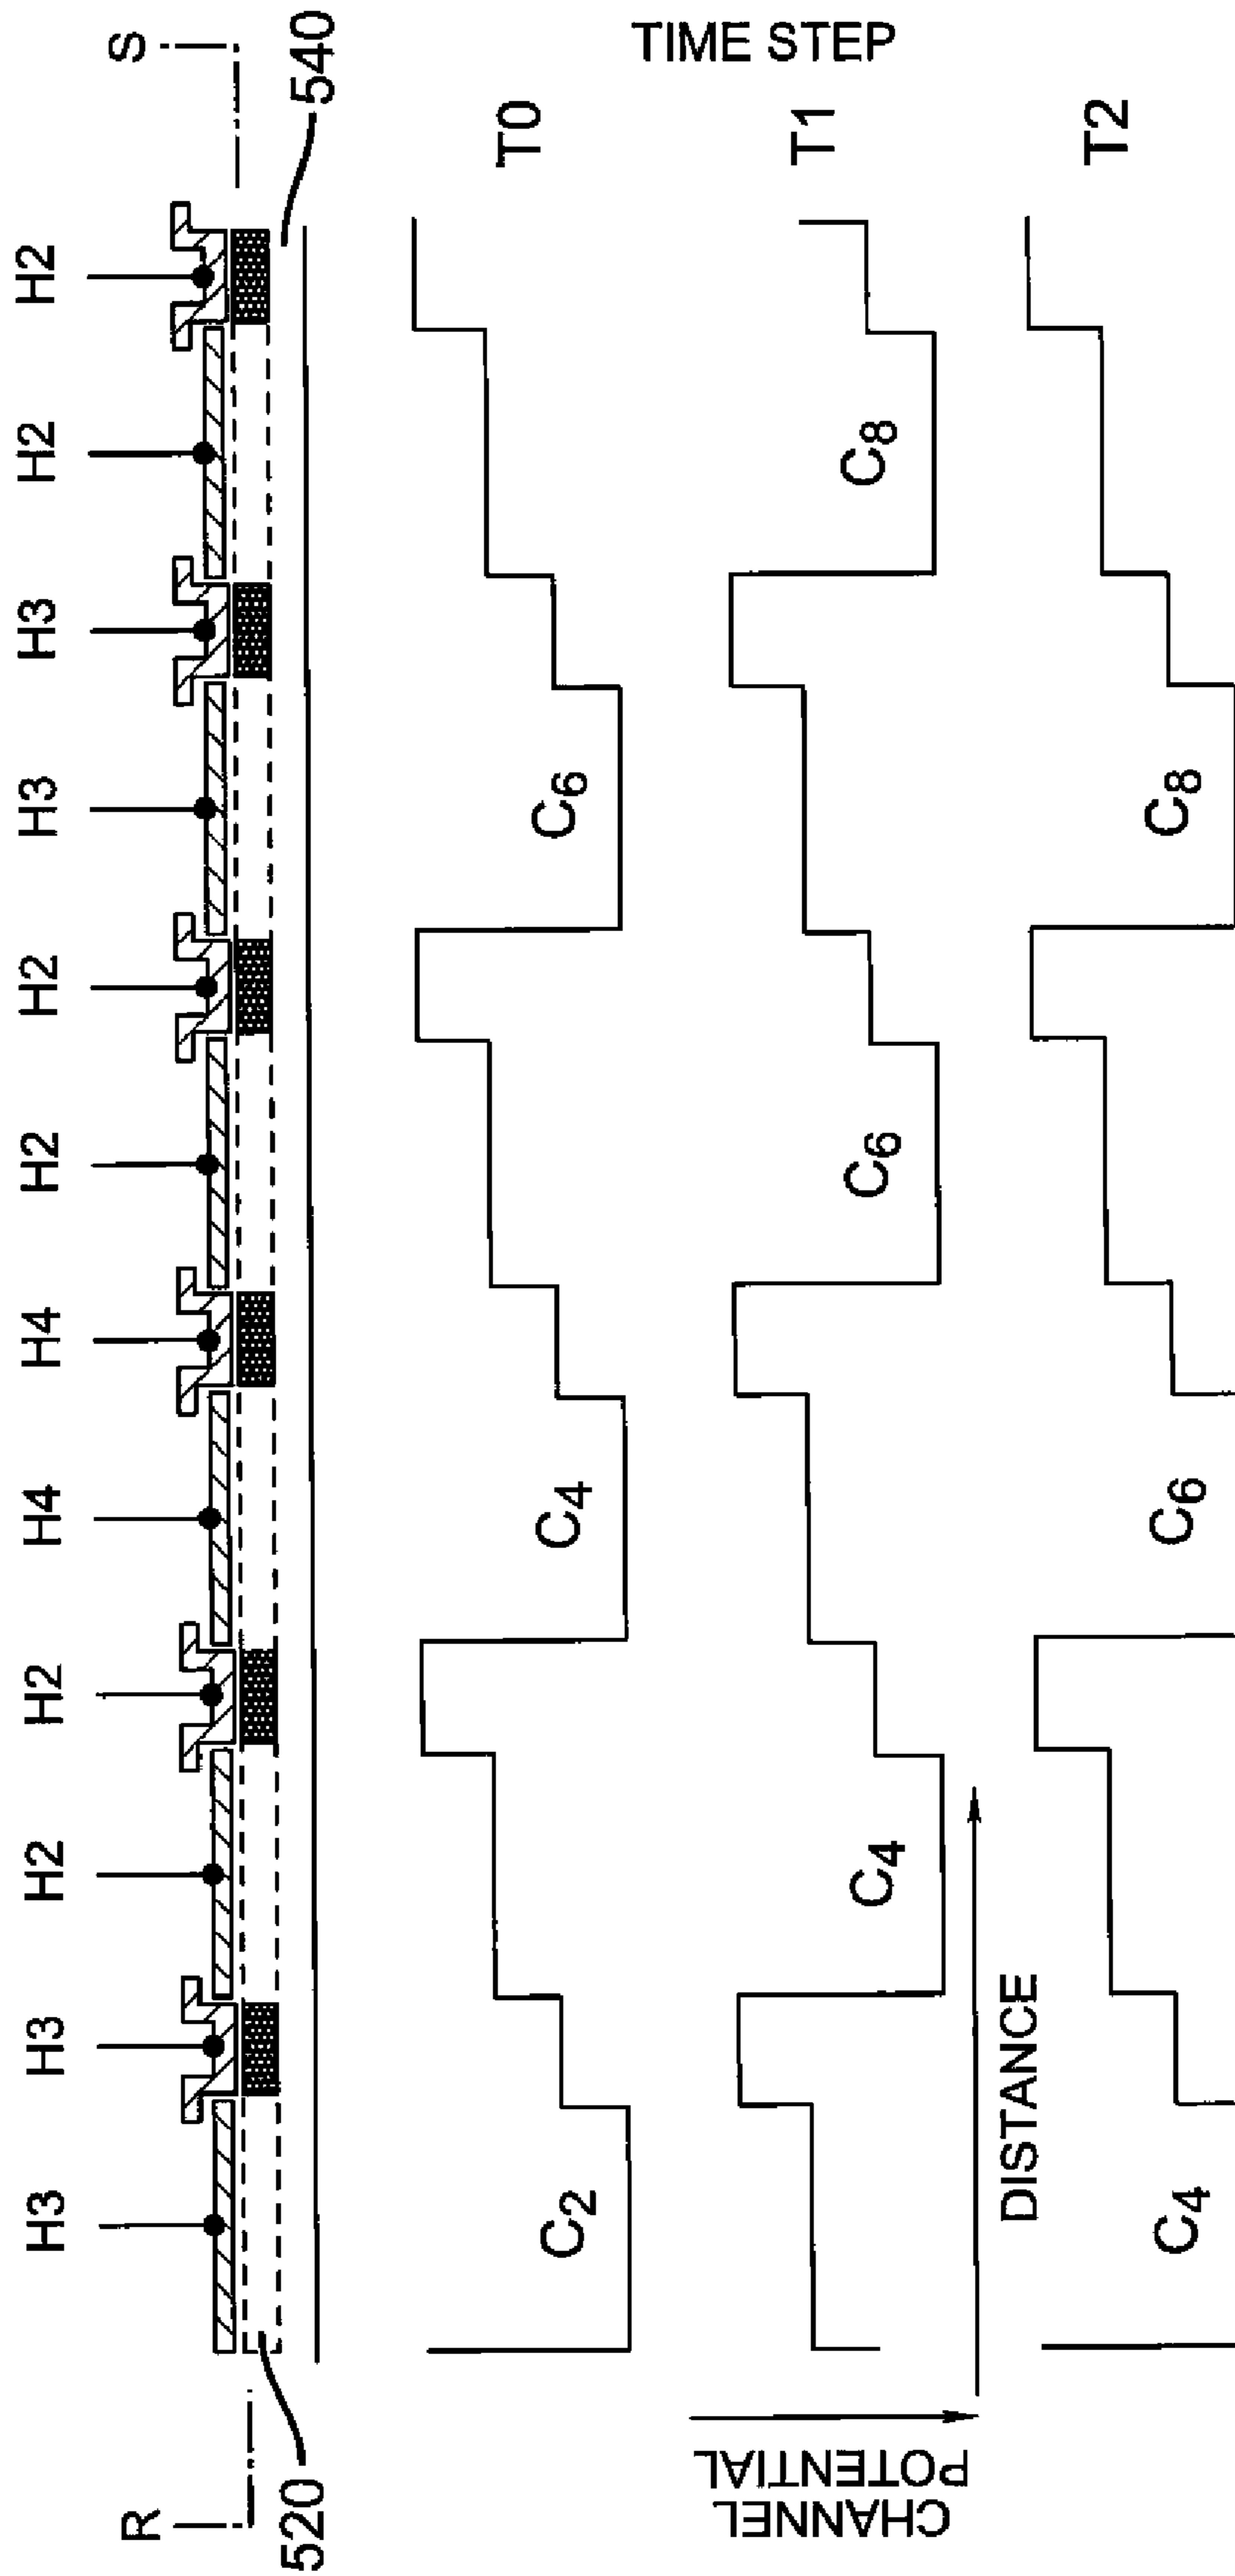 R
S
H3
H3
H2
H2
H4
H4
H2
H2
H3
H3
H2
H2
520
540
TIME STEP
C2
C4
C6
T0
CHANNEL
POTENTIAL
C4
C6
C8
T1
DISTANCE
C4
C6
C8
T2